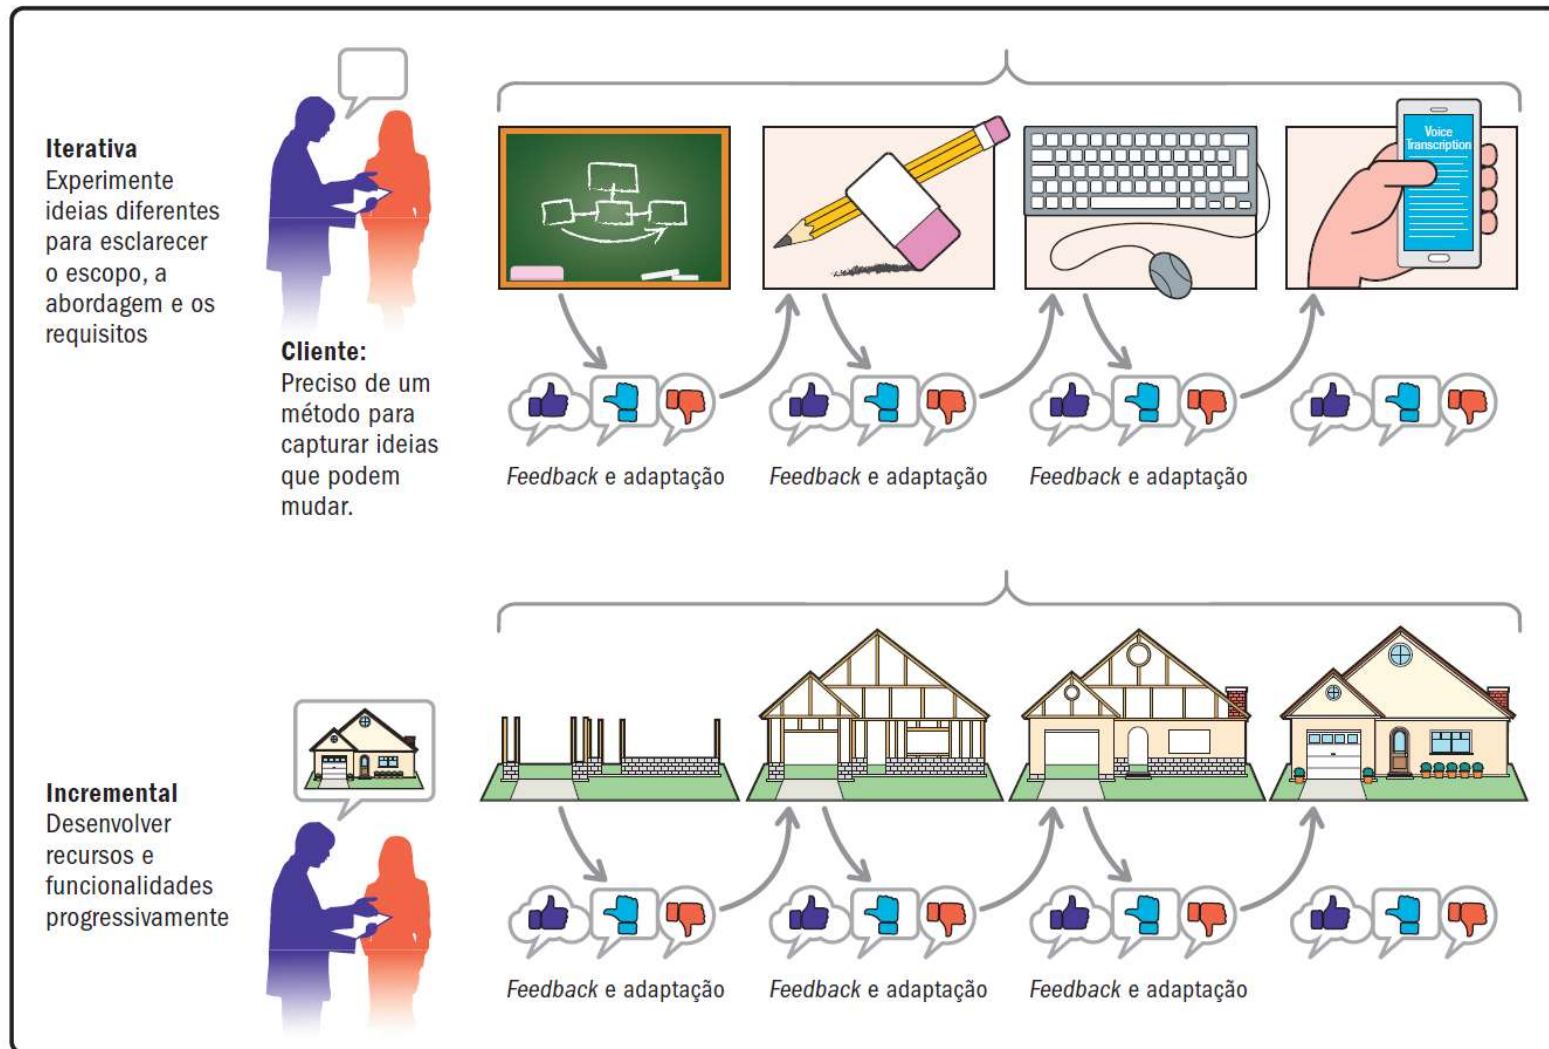 Iterativa
Experimente
ideias diferentes
para esclarecer
o escopo, a
abordagem e os
requisitos
Cliente:
Preciso de um
método para
capturar ideias
que podem
mudar.
Voice
Transcription
Feedback e adaptação
Feedback e adaptação
Feedback e adaptação
Incremental
Desenvolver
recursos e
funcionalidades
progressivamente
Feedback e adaptação
Feedback e adaptação
Feedback e adaptação